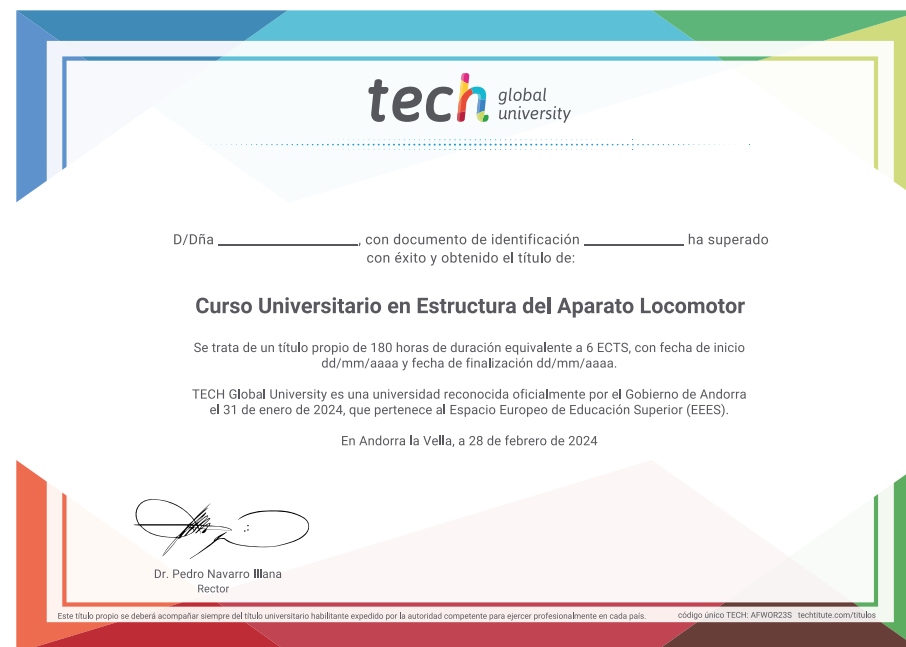 tech global university
D/Dña ____________________, con documento de identificación ______________ ha superado
con éxito y obtenido el título de:
Curso Universitario en Estructura del Aparato Locomotor
Se trata de un título propio de 180 horas de duración equivalente a 6 ECTS, con fecha de inicio
dd/mm/aaaa y fecha de finalización dd/mm/aaaa.
TECH Global University es una universidad reconocida oficialmente por el Gobierno de Andorra
el 31 de enero de 2024, que pertenece al Espacio Europeo de Educación Superior (EEES).
En Andorra la Vella, a 28 de febrero de 2024
Dr. Pedro Navarro Illana
Rector
Este título propio se deberá acompañar siempre del título universitario habilitante expedido por la autoridad competente para ejercer profesionalmente en cada país.
código único TECH: AFWOR23S techtitute.com/titulos